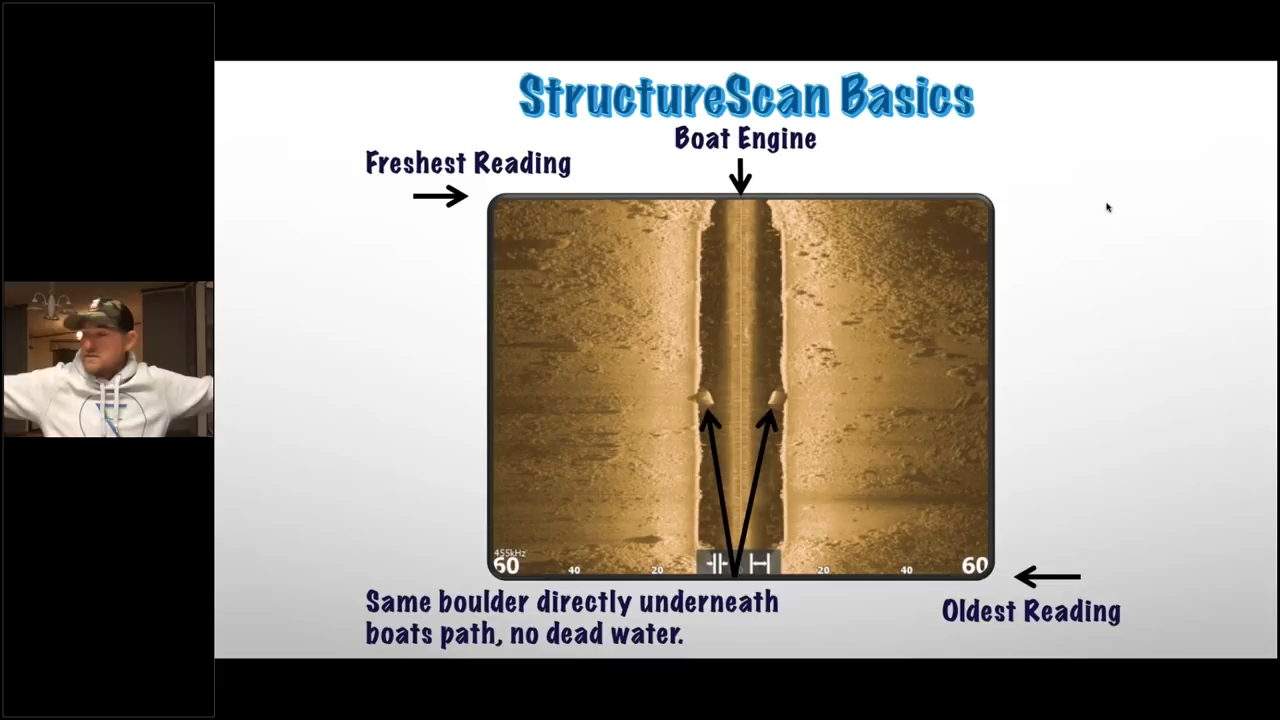 StructureScan Basics
Boat Engine
Freshest Reading
455kHz
60 40 20 20 40 60
Same boulder directly underneath
boats path, no dead water.
Oldest Reading